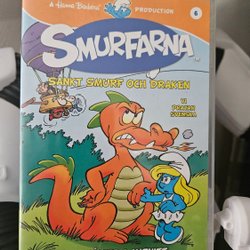 A Hanna-Barbera PRODUCTION
6
SMURFARNA
SANKT SMURF OCH DRAKEN
VI
PRATAR
SVENSKA